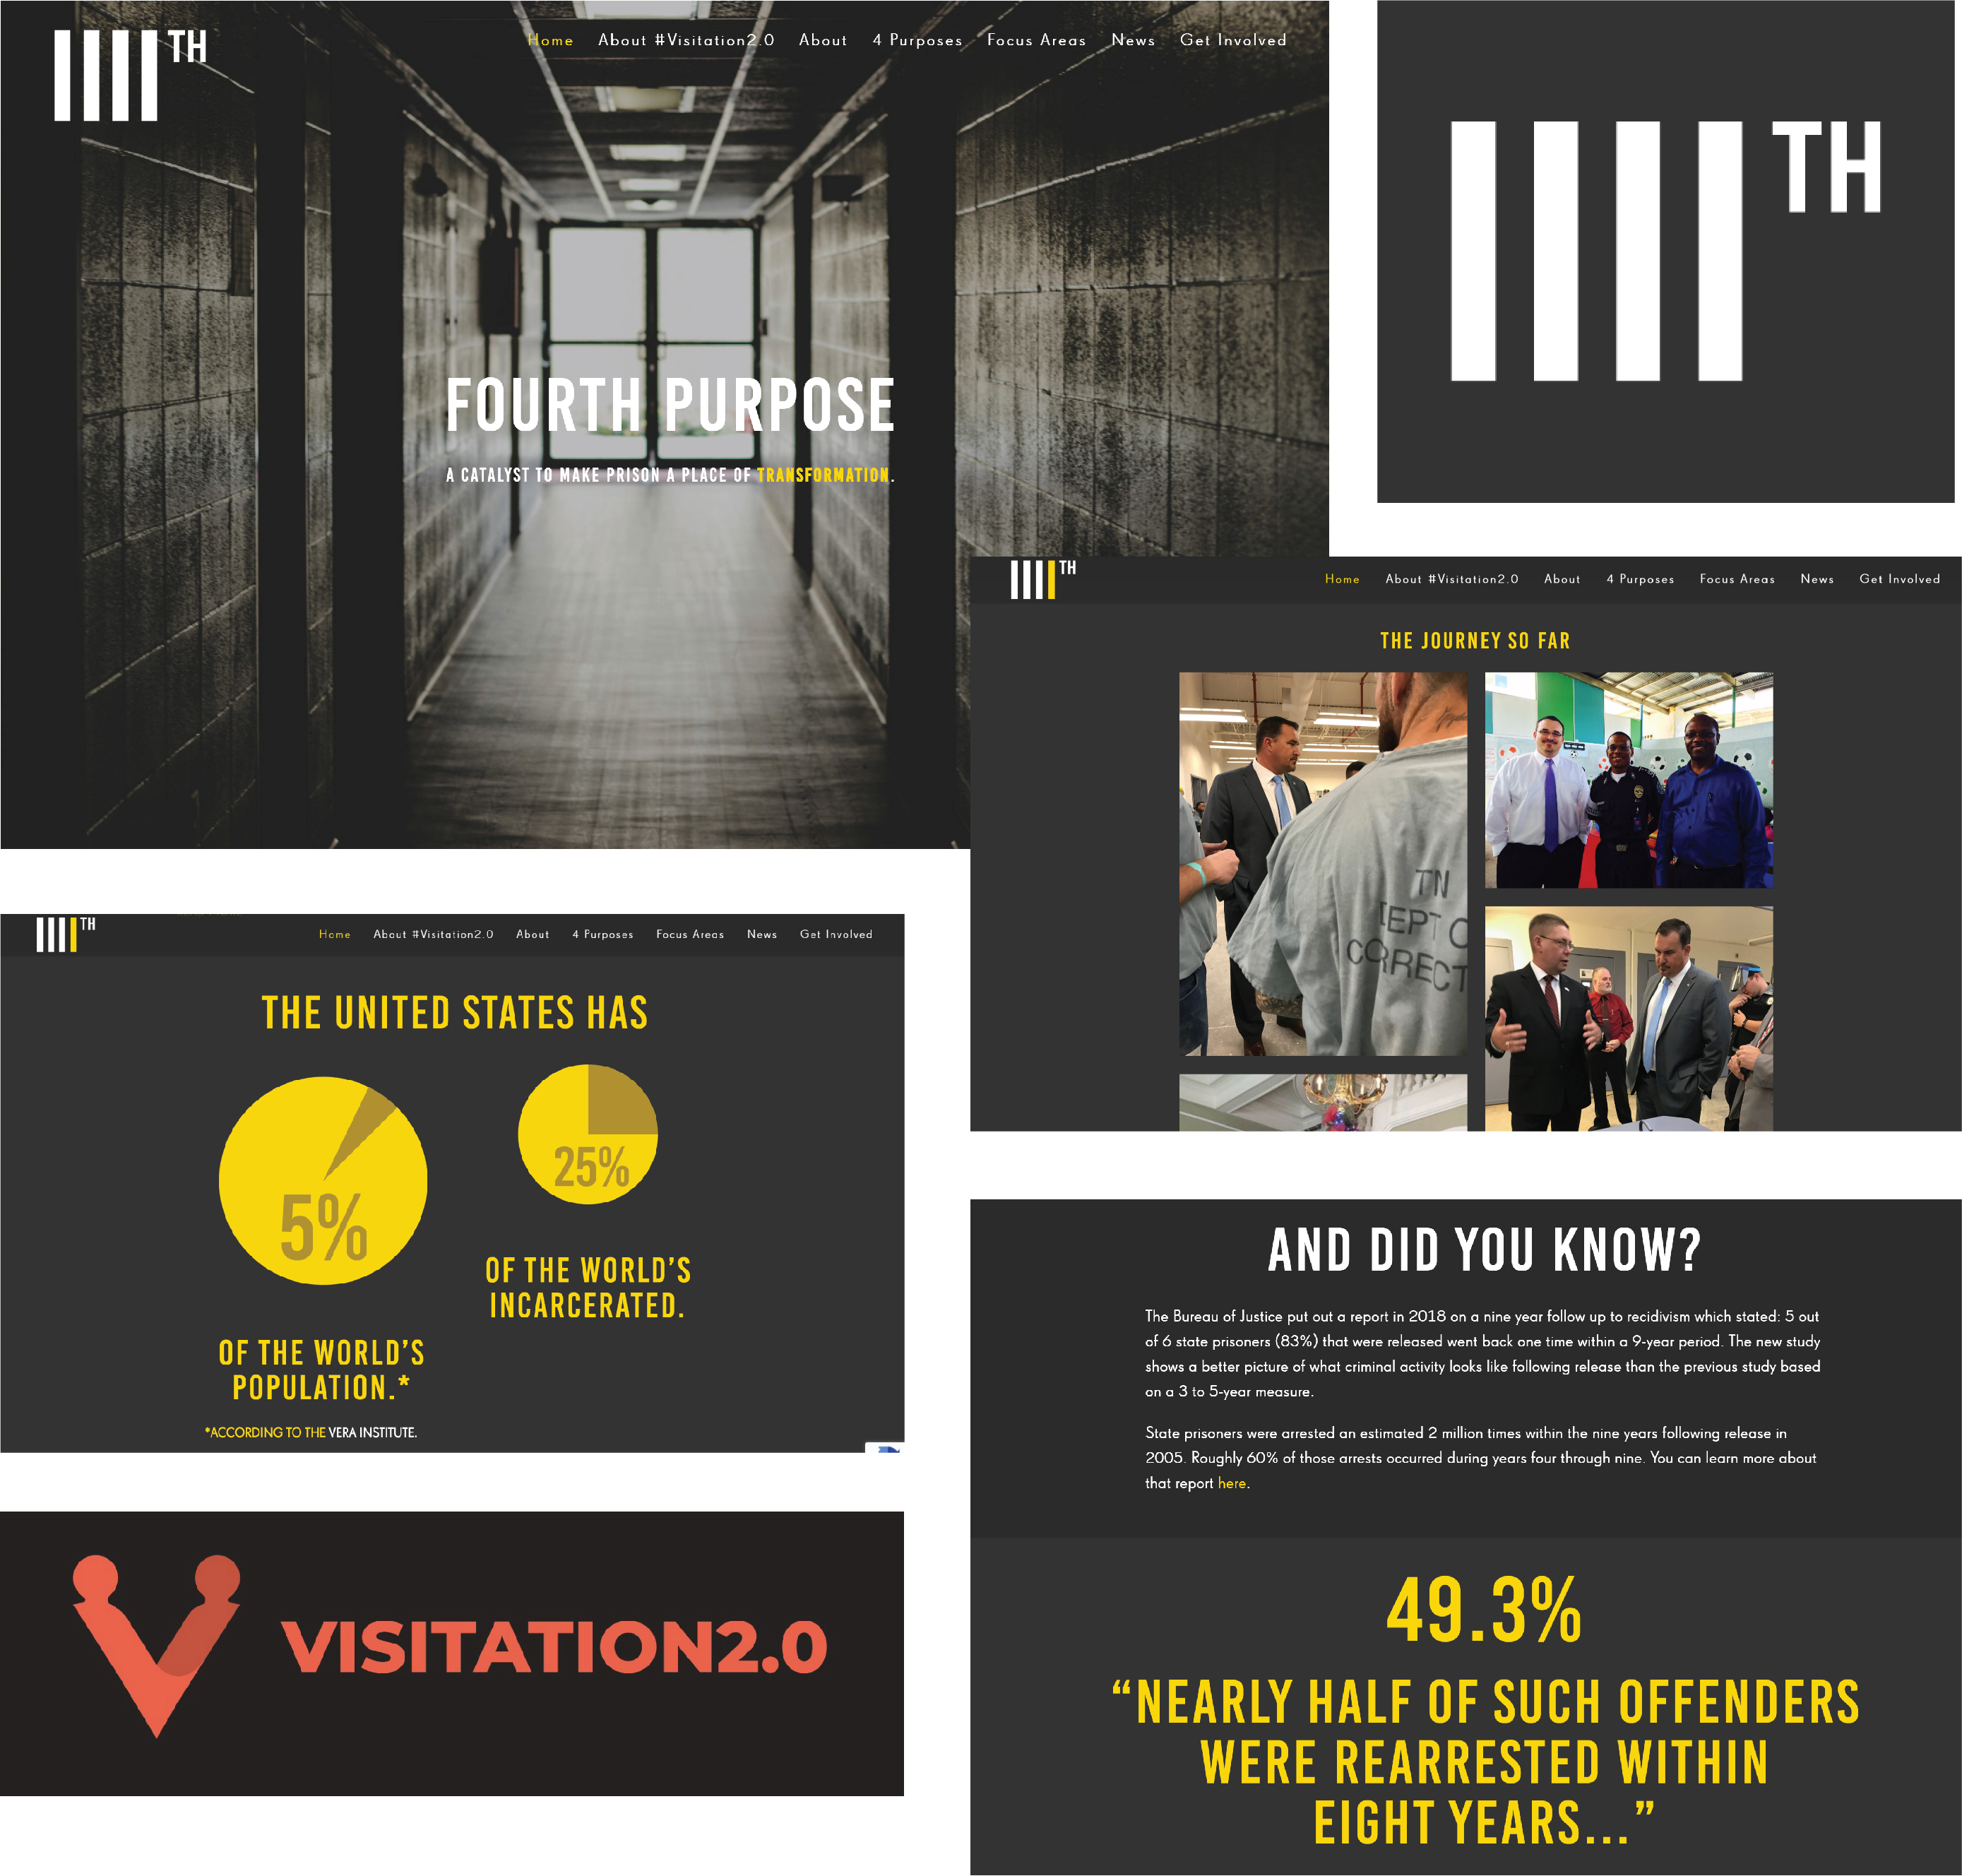 IIIITH
Home About #Visitation2.0 About 4 Purposes Focus Areas News Get Involved
FOURTH PURPOSE
A CATALYST TO MAKE PRISON A PLACE OF TRANSFORMATION.
IIIITH
IIIITH
Home About #Visitation2.0 About 4 Purposes Focus Areas News Get Involved
THE JOURNEY SO FAR
TN
DEPT O
CORRECT
IIIITH
Home About #Visitation2.0 About 4 Purposes Focus Areas News Get Involved
THE UNITED STATES HAS
5%
OF THE WORLD'S
POPULATION.*
25%
OF THE WORLD'S
INCARCERATED.
*ACCORDING TO THE VERA INSTITUTE.
VISITATION2.0
AND DID YOU KNOW?
The Bureau of Justice put out a report in 2018 on a nine year follow up to recidivism which stated: 5 out
of 6 state prisoners (83%) that were released went back one time within a 9-year period. The new study
shows a better picture of what criminal activity looks like following release than the previous study based
on a 3 to 5-year measure.
State prisoners were arrested an estimated 2 million times within the nine years following release in
2005. Roughly 60% of those arrests occurred during years four through nine. You can learn more about
that report here.
49.3%
“NEARLY HALF OF SUCH OFFENDERS
WERE REARRESTED WITHIN
EIGHT YEARS...”